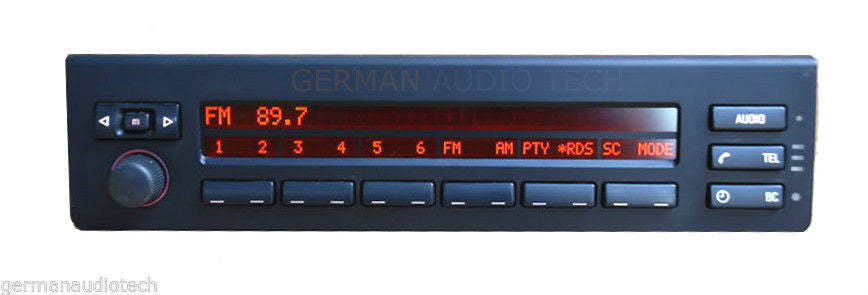 GERMAN AUDIO TECH
FM 89.7
1 2 3 4 5 6 FM AM PTY *RDS SC MODE
m
AUDIO
TEL
BC
germanaudiotech
germanaudiotech